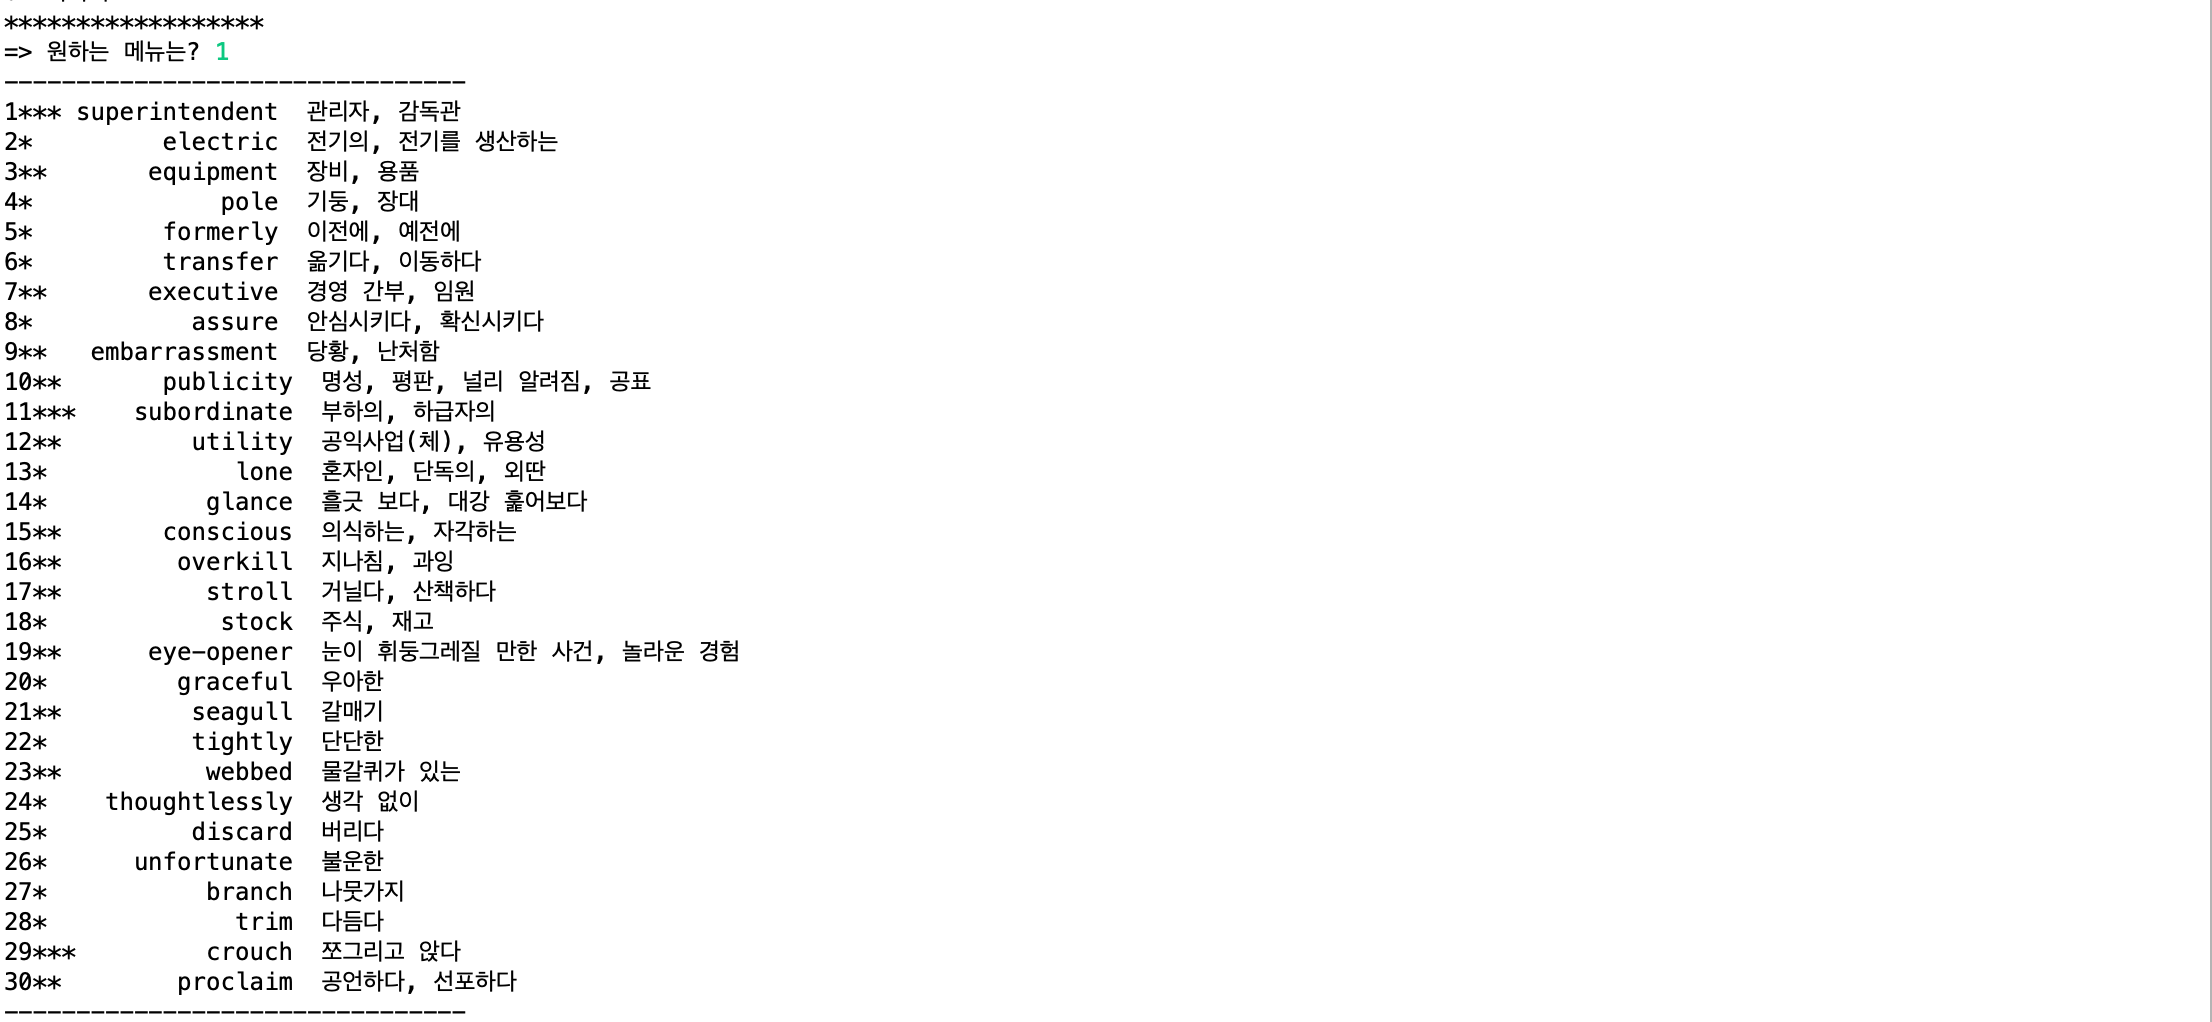 ******************
=> 원하는 메뉴는? 1
--------------------------------
1*** superintendent  관리자, 감독관
2*         electric  전기의, 전기를 생산하는
3**       equipment  장비, 용품
4*             pole  기둥, 장대
5*         formerly  이전에, 예전에
6*         transfer  옮기다, 이동하다
7**       executive  경영 간부, 임원
8*           assure  안심시키다, 확신시키다
9**   embarrassment  당황, 난처함
10**       publicity  명성, 평판, 널리 알려짐, 공표
11***    subordinate  부하의, 하급자의
12**         utility  공익사업(체), 유용성
13*             lone  혼자인, 단독의, 외딴
14*           glance  흘긋 보다, 대강 훑어보다
15**       conscious  의식하는, 자각하는
16**        overkill  지나침, 과잉
17**          stroll  거닐다, 산책하다
18*            stock  주식, 재고
19**      eye-opener  눈이 휘둥그레질 만한 사건, 놀라운 경험
20*         graceful  우아한
21**         seagull  갈매기
22*          tightly  단단한
23**          webbed  물갈퀴가 있는
24*    thoughtlessly  생각 없이
25*          discard  버리다
26*      unfortunate  불운한
27*           branch  나뭇가지
28*             trim  다듬다
29***         crouch  쪼그리고 앉다
30**        proclaim  공언하다, 선포하다
--------------------------------